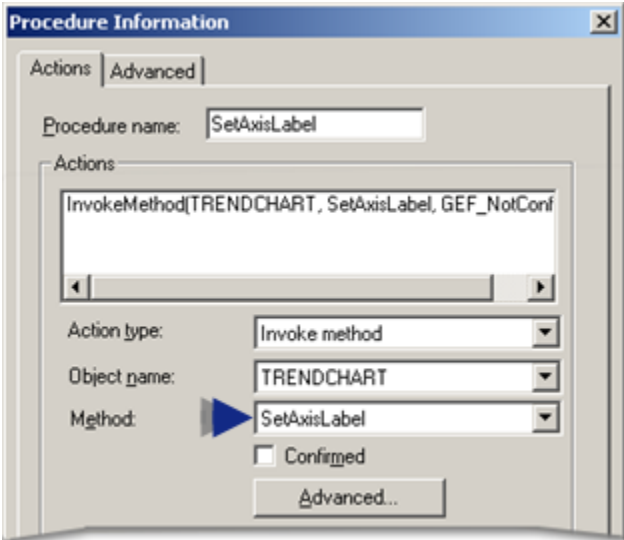 Procedure Information
Actions
Advanced
Procedure name:
SetAxisLabel
Actions
InvokeMethod(TRENDCHART, SetAxisLabel, GEF_NotConf
Action type:
Invoke method
Object name:
TRENDCHART
Method:
SetAxisLabel
Confirmed
Advanced...